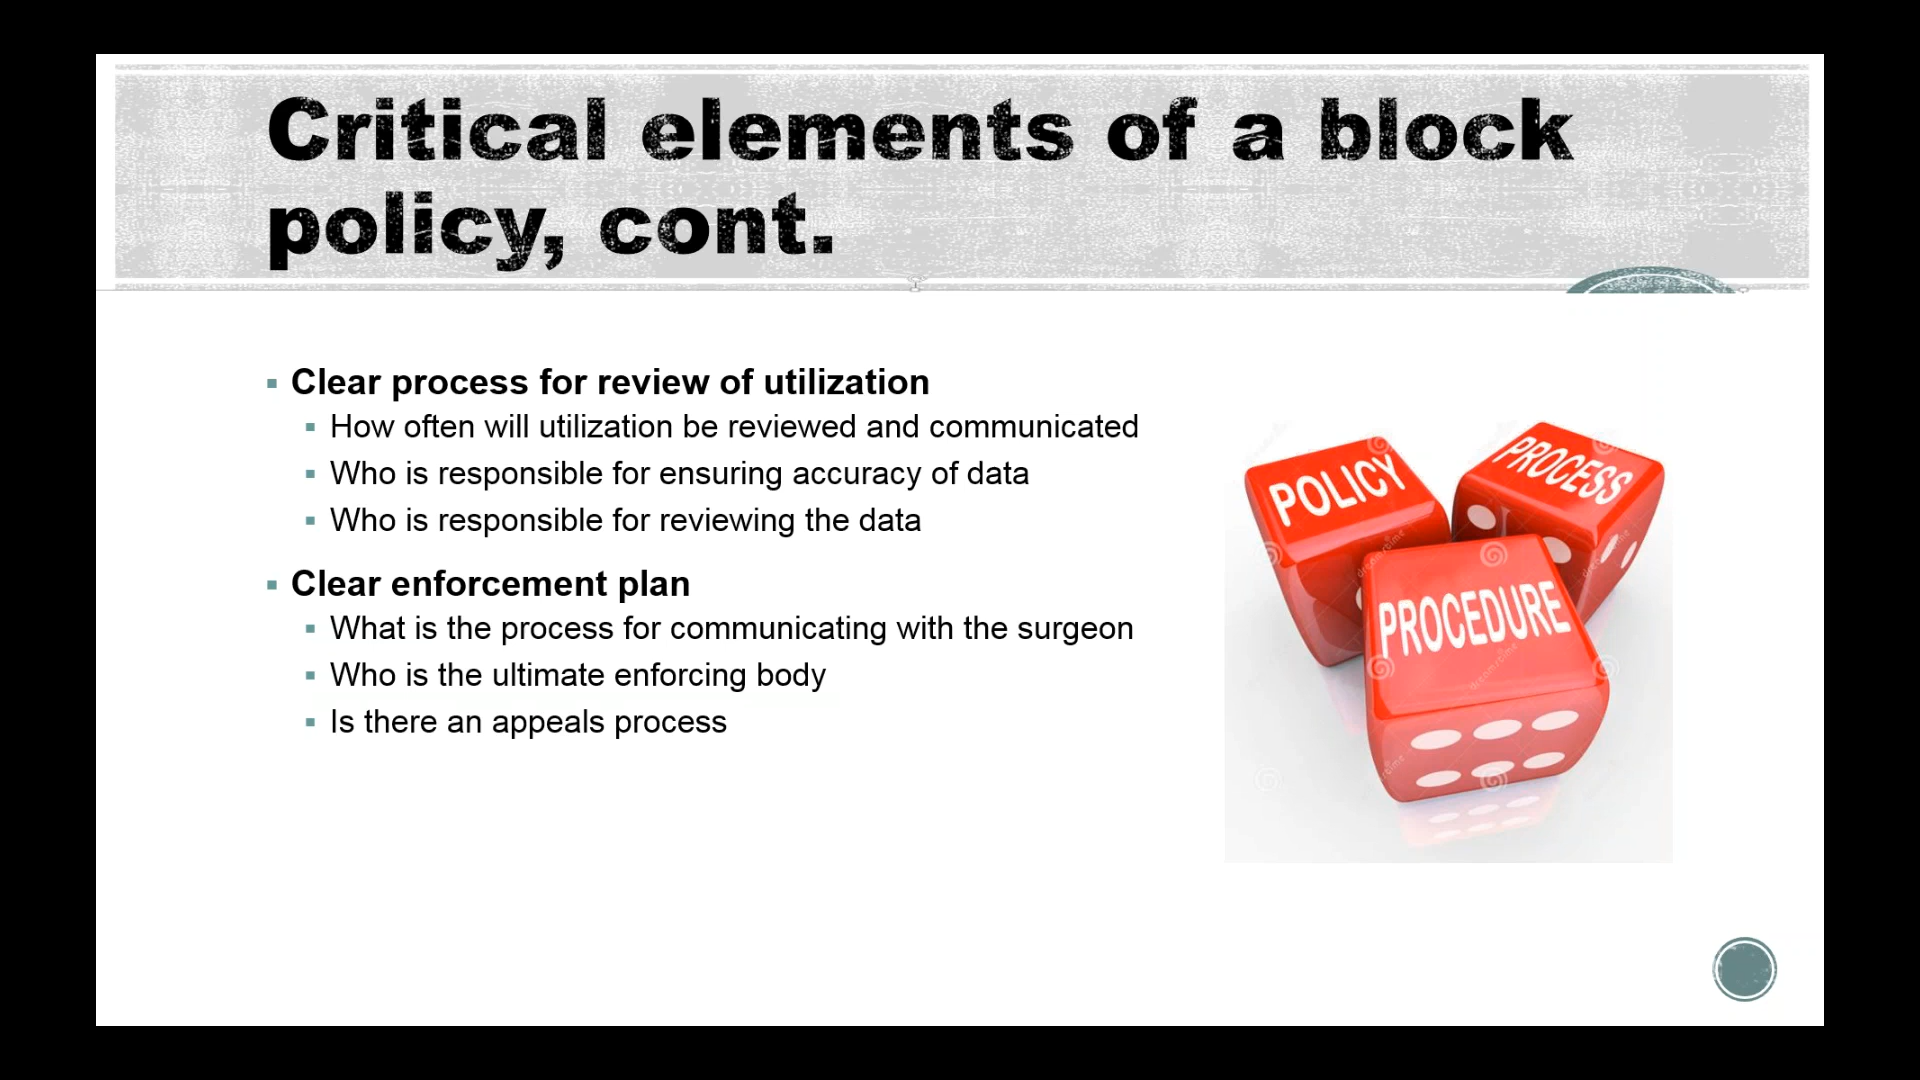 Critical elements of a block
policy, cont.
Clear process for review of utilization
How often will utilization be reviewed and communicated
Who is responsible for ensuring accuracy of data
Who is responsible for reviewing the data
Clear enforcement plan
What is the process for communicating with the surgeon
Who is the ultimate enforcing body
Is there an appeals process
POLICY
PROCESS
PROCEDURE
dreamstime
dreamstime
dreamstime